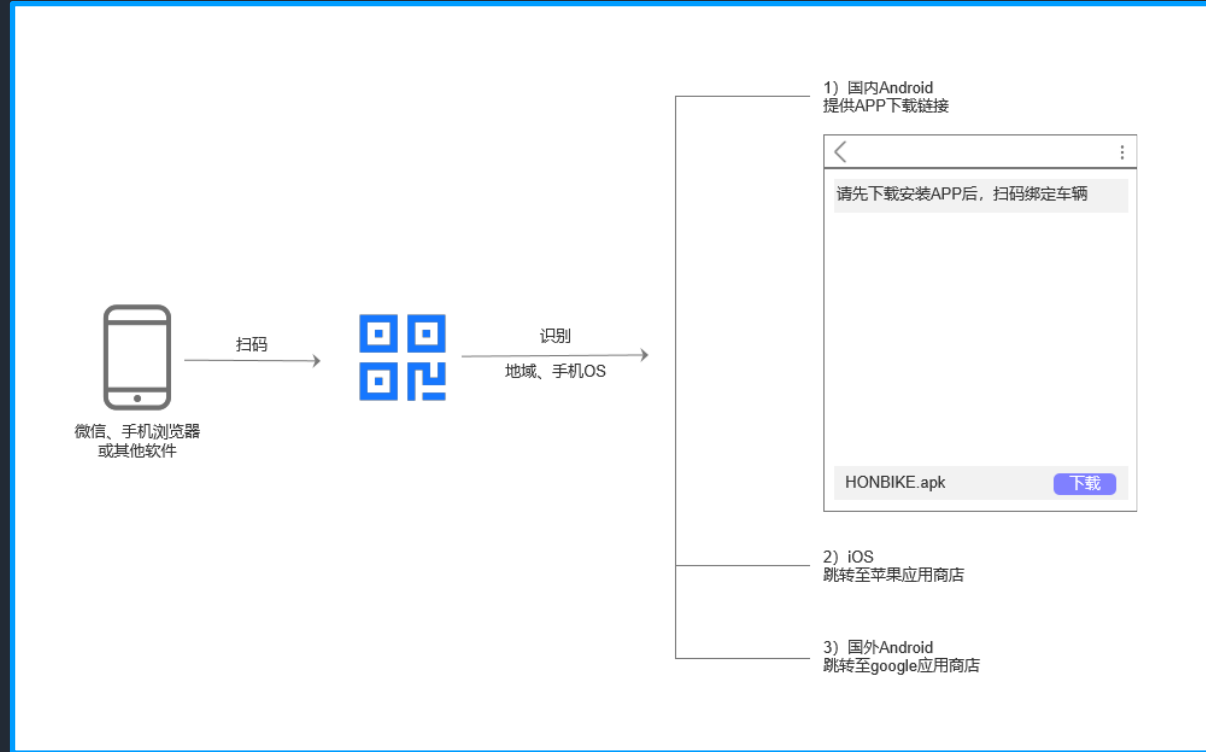 1）国内Android
提供APP下载链接
请先下载安装APP后，扫码绑定车辆
扫码
识别
地域、手机OS
微信、手机浏览器
或其他软件
HONBIKE.apk
下载
2）iOS
跳转至苹果应用商店
3）国外Android
跳转至google应用商店